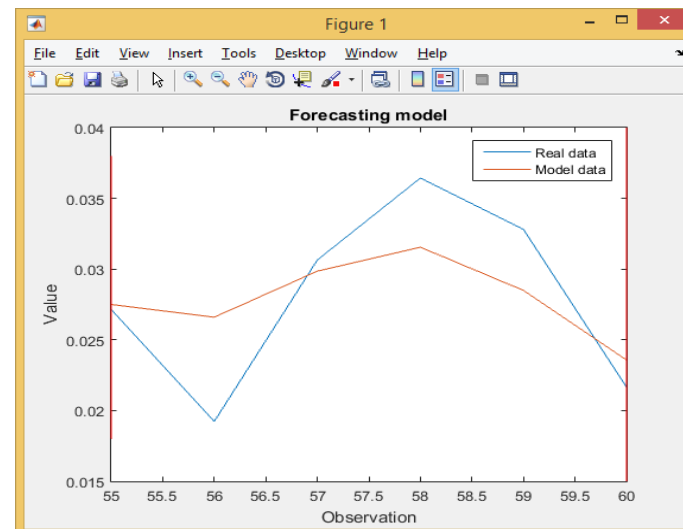 Figure 1
File Edit View Insert Tools Desktop Window Help
Forecasting model
Real data
Model data
0.04
0.035
0.03
0.025
0.02
0.015
Value
55 55.5 56 56.5 57 57.5 58 58.5 59 59.5 60
Observation